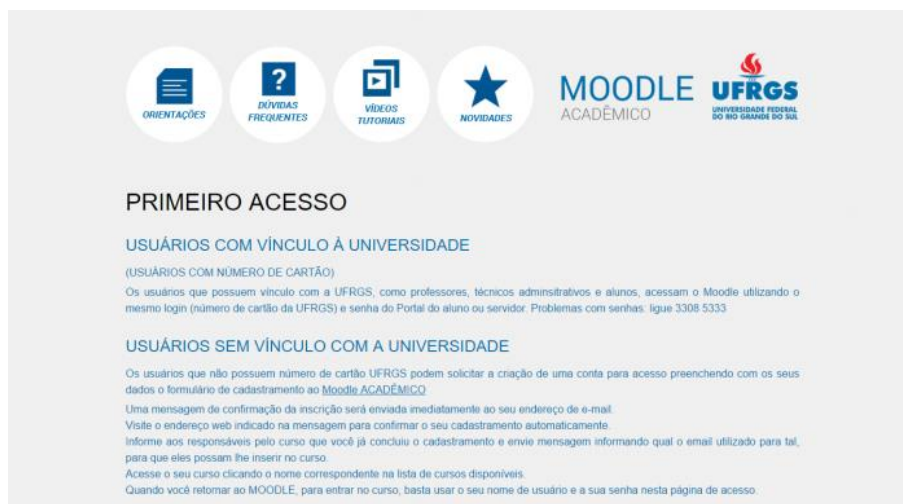 ORIENTAÇÕES
DÚVIDAS
FREQUENTES
VÍDEOS
TUTORIAIS
NOVIDADES
MOODLE
ACADÊMICO
UFRGS
UNIVERSIDADE FEDERAL
DO RIO GRANDE DO SUL
PRIMEIRO ACESSO
USUÁRIOS COM VÍNCULO À UNIVERSIDADE
(USUÁRIOS COM NÚMERO DE CARTÃO)
Os usuários que possuem vínculo com a UFRGS, como professores, técnicos adminsitrativos e alunos, acessam o Moodle utilizando o
mesmo login (número de cartão da UFRGS) e senha do Portal do aluno ou servidor. Problemas com senhas: ligue 3308 5333
USUÁRIOS SEM VÍNCULO COM A UNIVERSIDADE
Os usuários que não possuem número de cartão UFRGS podem solicitar a criação de uma conta para acesso preenchendo com os seus
dados o formulário de cadastramento ao Moodle ACADÊMICO
Uma mensagem de confirmação da inscrição será enviada imediatamente ao seu endereço de e-mail.
Visite o endereço web indicado na mensagem para confirmar o seu cadastramento automaticamente.
Informe aos responsáveis pelo curso que você já concluiu o cadastramento e envie mensagem informando qual o email utilizado para tal,
para que eles possam lhe inserir no curso.
Acesse o seu curso clicando o nome correspondente na lista de cursos disponíveis.
Quando você retornar ao MOODLE, para entrar no curso, basta usar o seu nome de usuário e a sua senha nesta página de acesso.